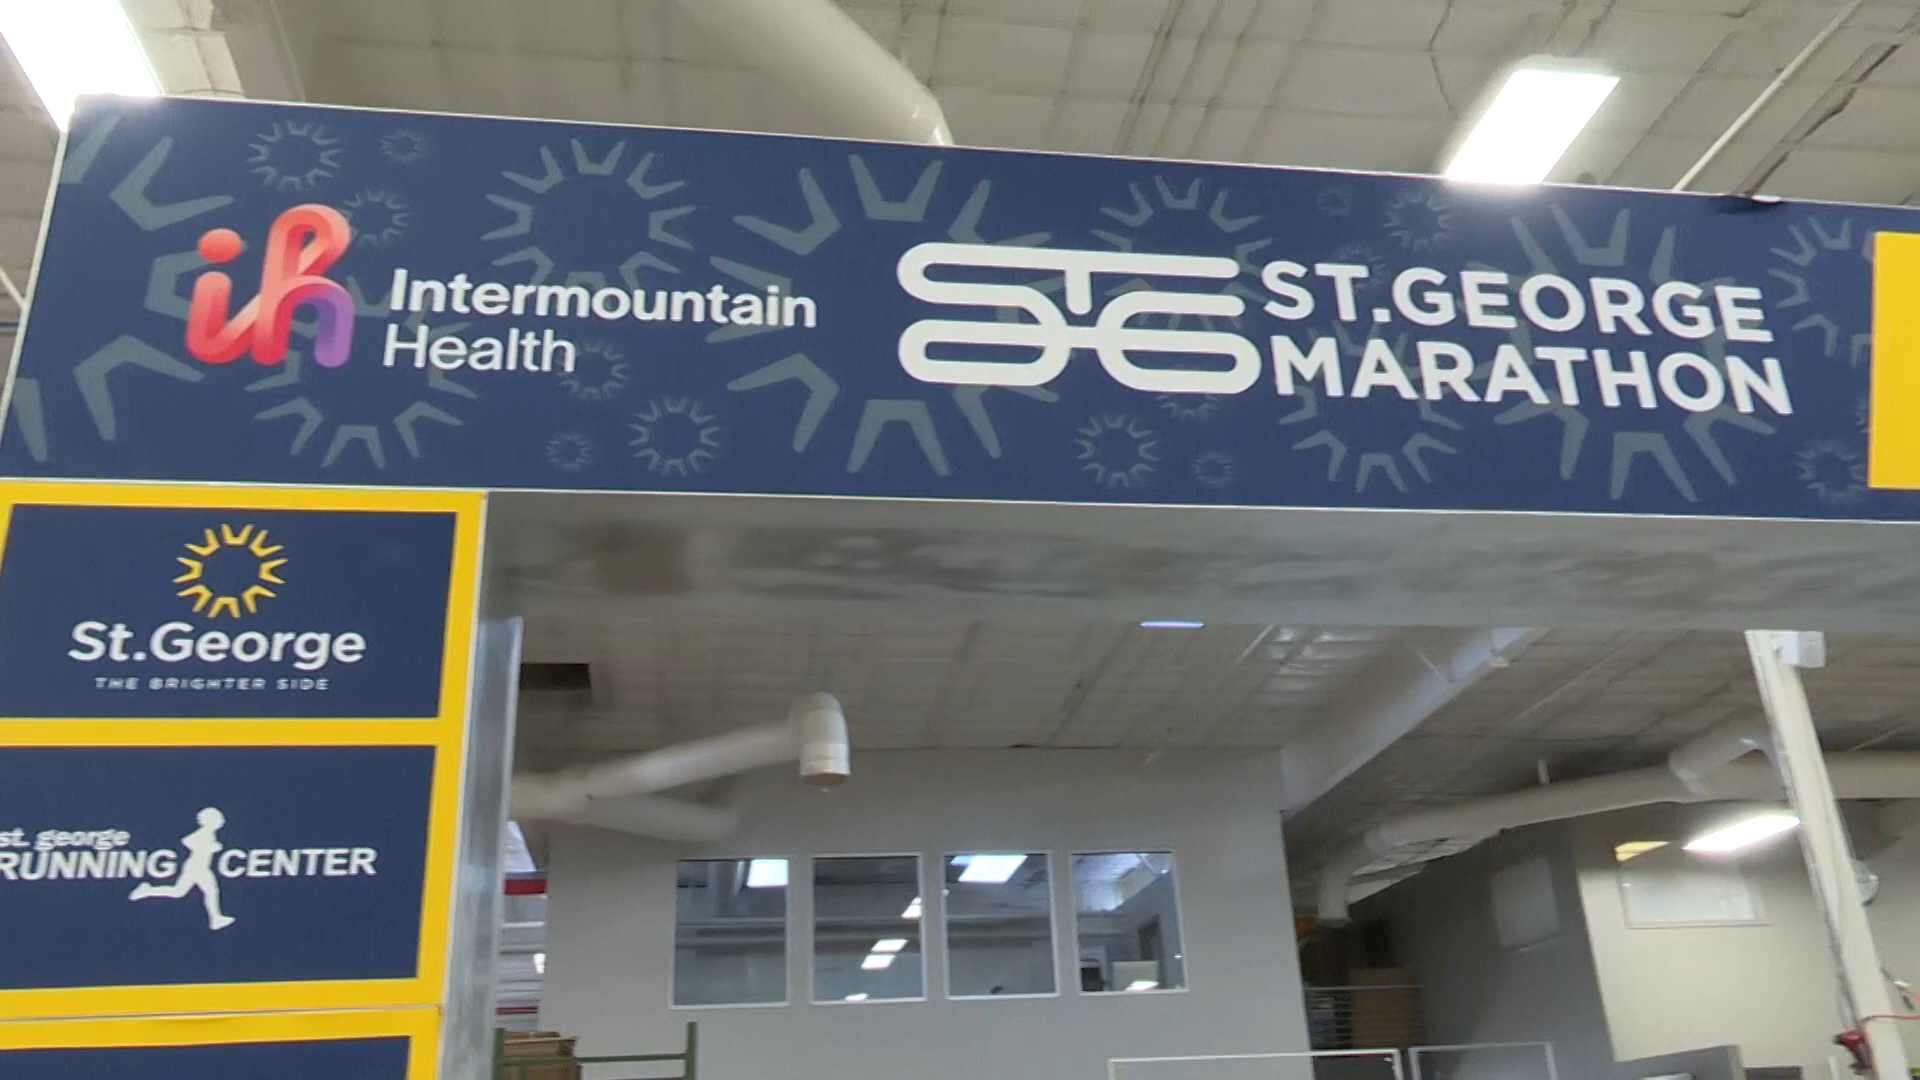 ih Intermountain
Health
STG ST.GEORGE
MARATHON
St.George
THE BRIGHTER SIDE
st. george
RUNNING CENTER